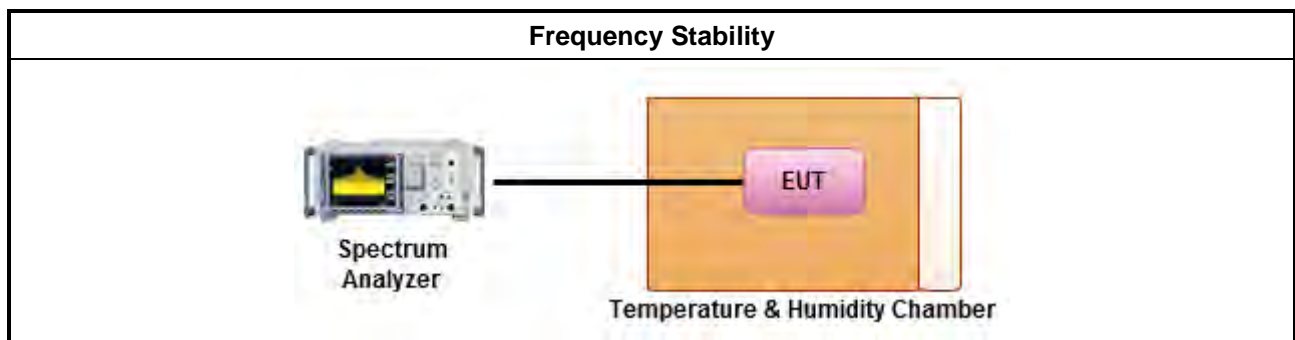 Frequency Stability
EUT
Spectrum
Analyzer
Temperature & Humidity Chamber